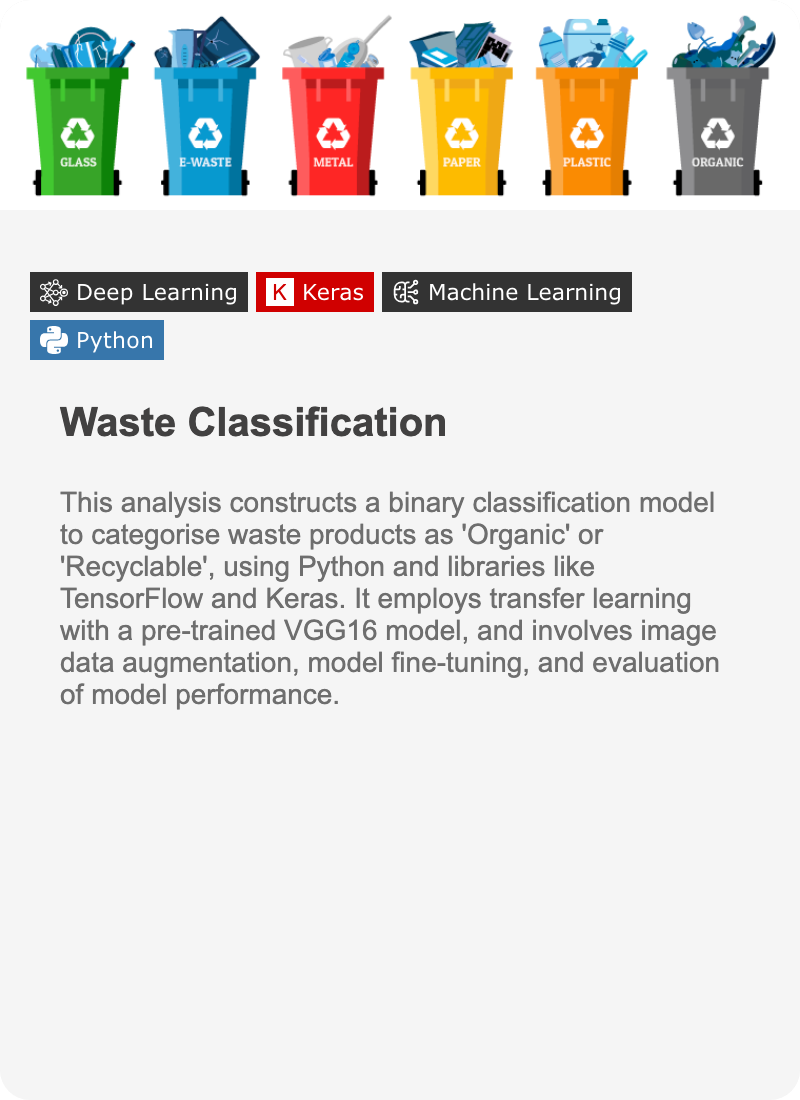 GLASS
E-WASTE
METAL
PAPER
PLASTIC
ORGANIC
Deep Learning
K Keras
Machine Learning
Python
Waste Classification
This analysis constructs a binary classification model
to categorise waste products as 'Organic' or
'Recyclable', using Python and libraries like
TensorFlow and Keras. It employs transfer learning
with a pre-trained VGG16 model, and involves image
data augmentation, model fine-tuning, and evaluation
of model performance.